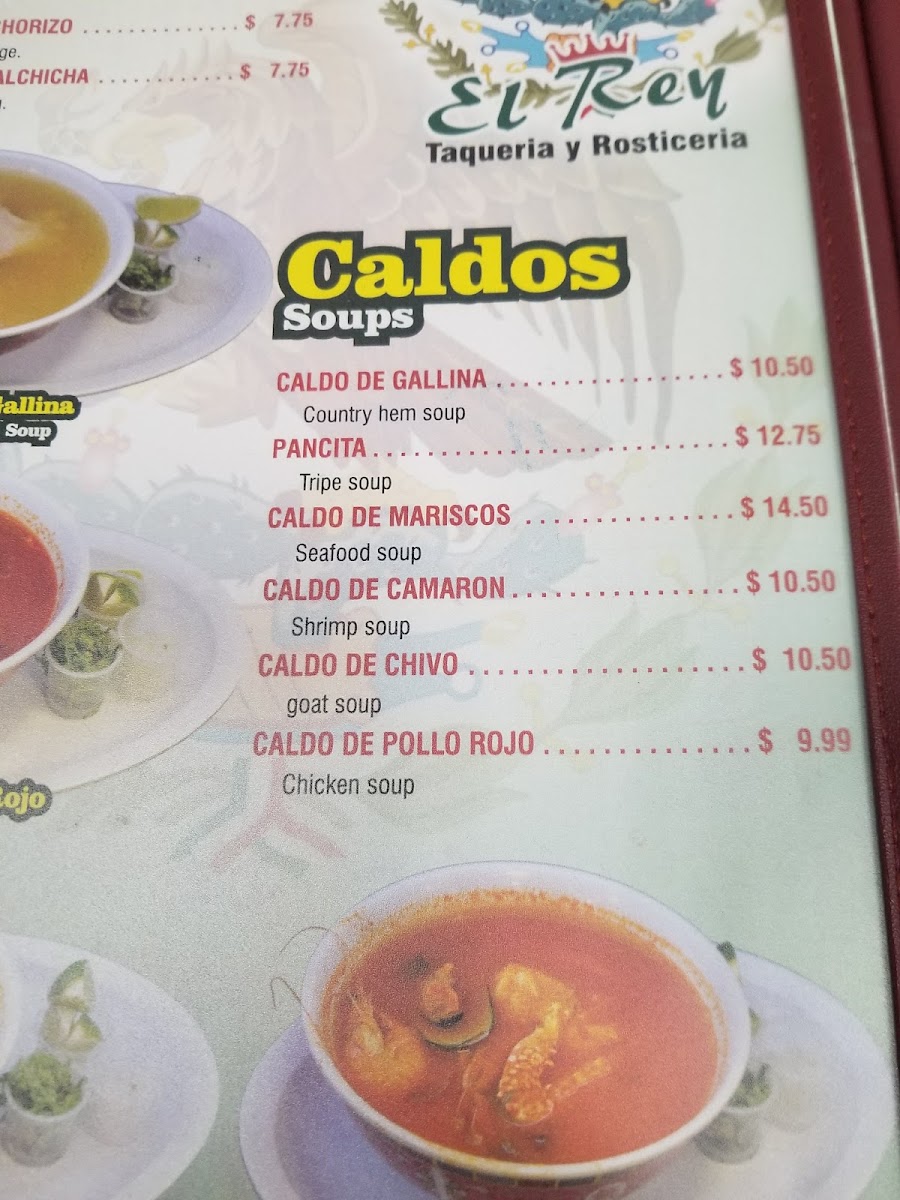 HORIZO ............. $ 7.75
ge.
ALCHICHA ............ $ 7.75
El Rey
Taqueria y Rosticeria
Gallina
Soup
Rojo
Caldos
Soups
CALDO DE GALLINA ................. $ 10.50
Country hem soup
PANCITA ........................... $ 12.75
Tripe soup
CALDO DE MARISCOS ................ $ 14.50
Seafood soup
CALDO DE CAMARON ................. $ 10.50
Shrimp soup
CALDO DE CHIVO .................... $ 10.50
goat soup
CALDO DE POLLO ROJO ............... $ 9.99
Chicken soup